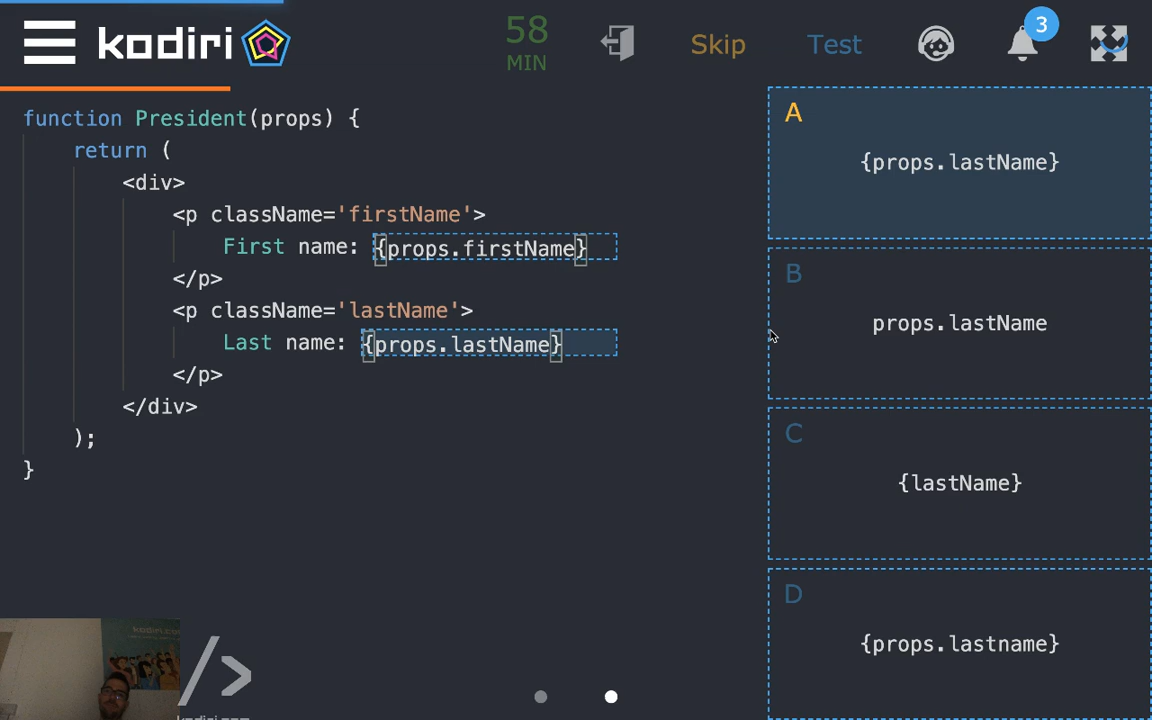 kodiri
58
MIN
Skip
Test
3
function President(props) {
return (
<div>
<p className='firstName'>
First name: {props.firstName}
</p>
<p className='lastName'>
Last name: {props.lastName}
</p>
</div>
);
}
A
{props.lastName}
B
props.lastName
C
{lastName}
D
{props.lastname}
/>